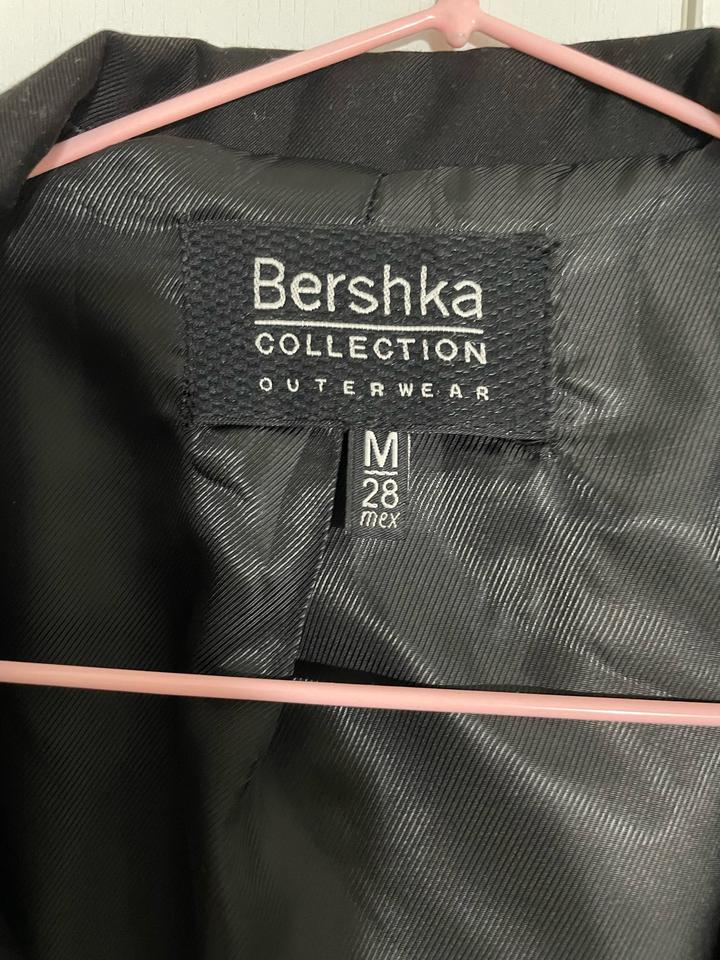 Bershka
COLLECTION
OUTERWEAR
M
28
mex